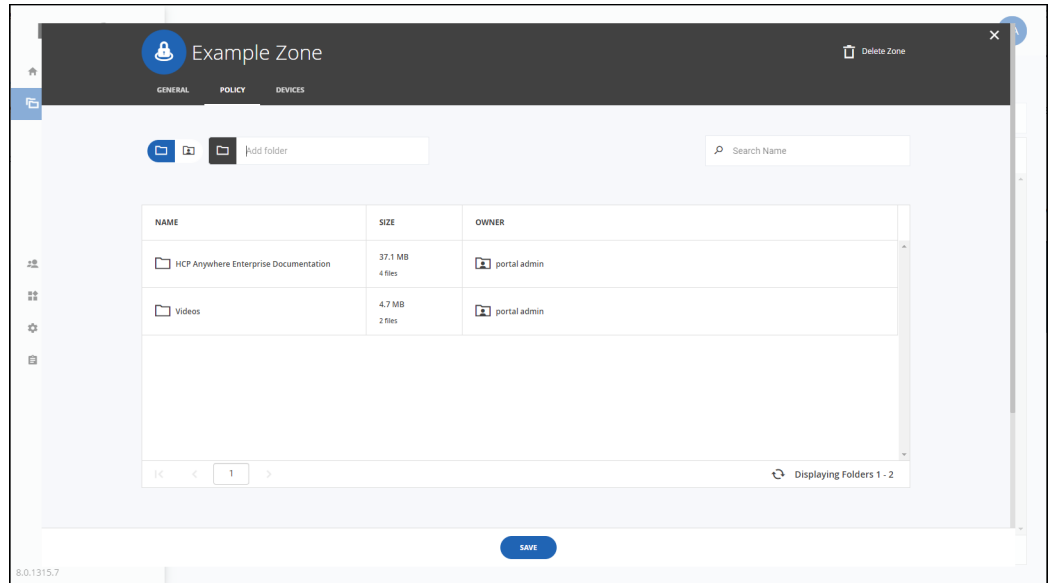 Example Zone
Delete Zone
GENERAL POLICY DEVICES
Add folder
Search Name
NAME SIZE OWNER
HCP Anywhere Enterprise Documentation 37.1 MB portal admin
4 files
Videos 4.7 MB portal admin
2 files
1
Displaying Folders 1 - 2
SAVE
8.0.1315.7